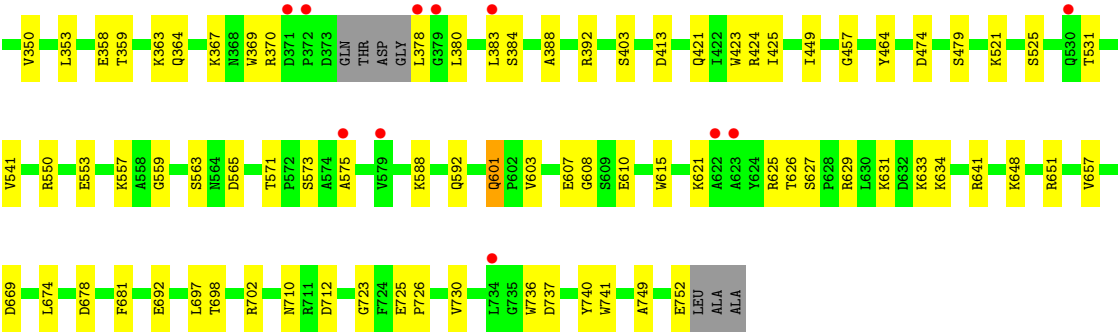 V350 L353 E358 T359 K363 Q364 K367 N368 W369 R370 D371 P372 D373 GLN THR ASP GLY L378 G379 L380 L383 S384 A388 R392 S403 D413 Q421 I422 W423 R424 I425 I449 G457 Y464 D474 S479 K521 S525 Q530 T531
V541 R550 E553 K557 A558 G559 S563 N564 D565 T571 P572 S573 A574 A575 V579 K588 Q592 Q601 P602 V603 E607 G608 S609 E610 W615 K621 A622 A623 Y624 R625 T626 S627 P628 R629 L630 K631 D632 K633 K634 R641 K648 R651 V657
D669 L674 D678 F681 E692 L697 T698 R702 N710 R711 D712 G723 F724 E725 P726 V730 L734 G735 W736 D737 Y740 W741 A749 E752 LEU ALA ALA